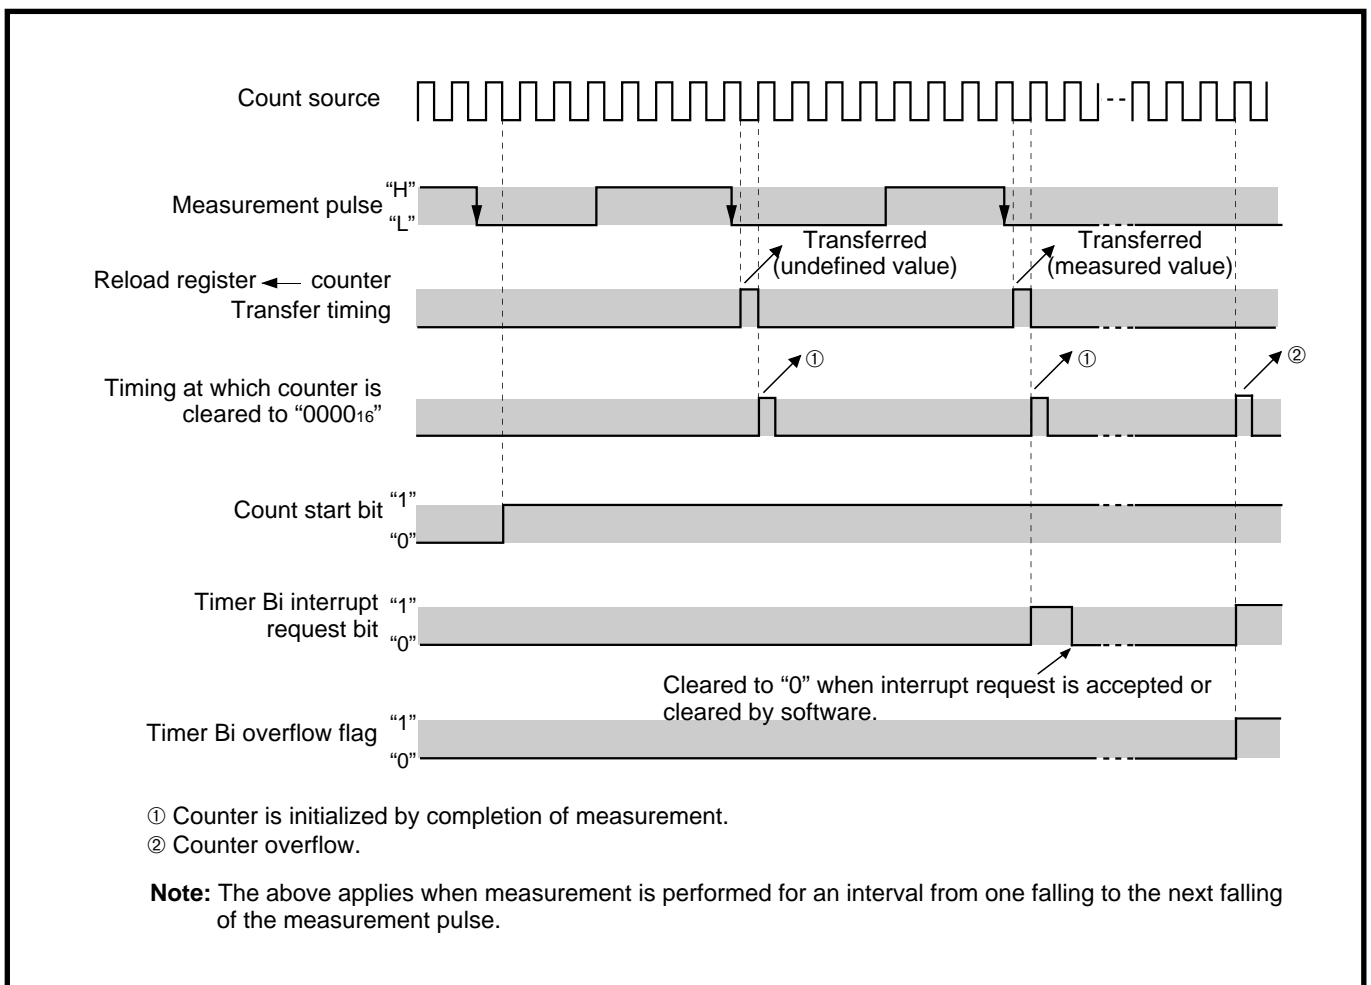 Count source
Measurement pulse
“H”
“L”
Transferred
(undefined value)
Transferred
(measured value)
Reload register ← counter
Transfer timing
①
①
②
Timing at which counter is
cleared to “0000₁₆”
Count start bit
“1”
“0”
Timer Bi interrupt
request bit
“1”
“0”
Cleared to “0” when interrupt request is accepted or
cleared by software.
Timer Bi overflow flag
“1”
“0”
① Counter is initialized by completion of measurement.
② Counter overflow.
Note: The above applies when measurement is performed for an interval from one falling to the next falling
of the measurement pulse.